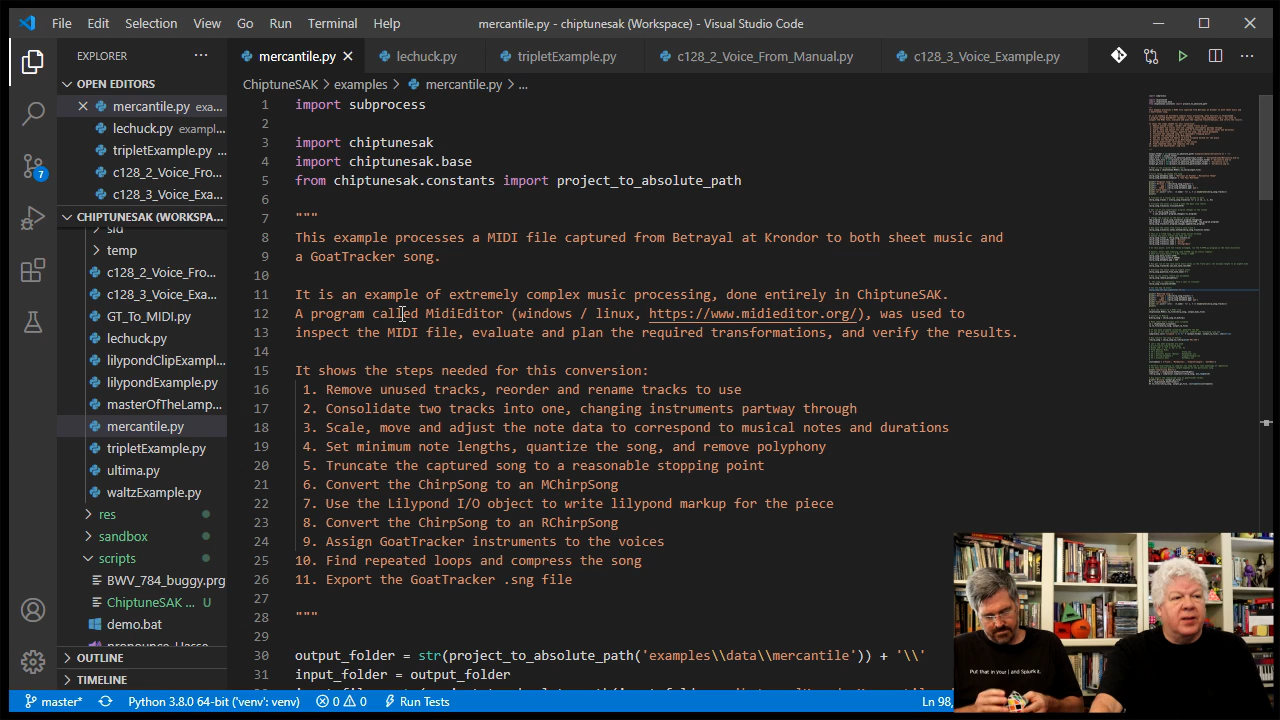 File Edit Selection View Go Run Terminal Help mercantile.py - chiptunesak (Workspace) - Visual Studio Code
EXPLORER
OPEN EDITORS
mercantile.py exa...
lechuck.py exampl...
tripletExample.py ...
c128_2_Voice_Fro...
c128_3_Voice_Exa...
CHIPTUNESAK (WORKSPA...
sid
temp
c128_2_Voice_Fro...
c128_3_Voice_Exa...
GT_To_MIDI.py
lechuck.py
lilypondClipExampl...
lilypondExample.py
masterOfTheLamp...
mercantile.py
tripletExample.py
ultima.py
waltzExample.py
res
sandbox
scripts
BWV_784_buggy.prg
ChiptuneSAK ... U
demo.bat
OUTLINE
TIMELINE
7
mercantile.py lechuck.py tripletExample.py c128_2_Voice_From_Manual.py c128_3_Voice_Example.py
ChiptuneSAK > examples > mercantile.py > ...
1 import subprocess
2
3 import chiptunesak
4 import chiptunesak.base
5 from chiptunesak.constants import project_to_absolute_path
6
7 """
8 This example processes a MIDI file captured from Betrayal at Krondor to both sheet music and
9 a GoatTracker song.
10
11 It is an example of extremely complex music processing, done entirely in ChiptuneSAK.
12 A program called MidiEditor (windows / linux, https://www.midieditor.org/), was used to
13 inspect the MIDI file, evaluate and plan the required transformations, and verify the results.
14
15 It shows the steps needed for this conversion:
16 1. Remove unused tracks, reorder and rename tracks to use
17 2. Consolidate two tracks into one, changing instruments partway through
18 3. Scale, move and adjust the note data to correspond to musical notes and durations
19 4. Set minimum note lengths, quantize the song, and remove polyphony
20 5. Truncate the captured song to a reasonable stopping point
21 6. Convert the ChirpSong to an MChirpSong
22 7. Use the Lilypond I/O object to write lilypond markup for the piece
23 8. Convert the ChirpSong to an RChirpSong
24 9. Assign GoatTracker instruments to the voices
25 10. Find repeated loops and compress the song
26 11. Export the GoatTracker .sng file
27
28 """
29
30 output_folder = str(project_to_absolute_path('examples\\data\\mercantile')) + '\\'
31 input_folder = output_folder
Put that in your | and Splunk it.
master* Python 3.8.0 64-bit ('venv': venv) 0 0 Run Tests Ln 98,